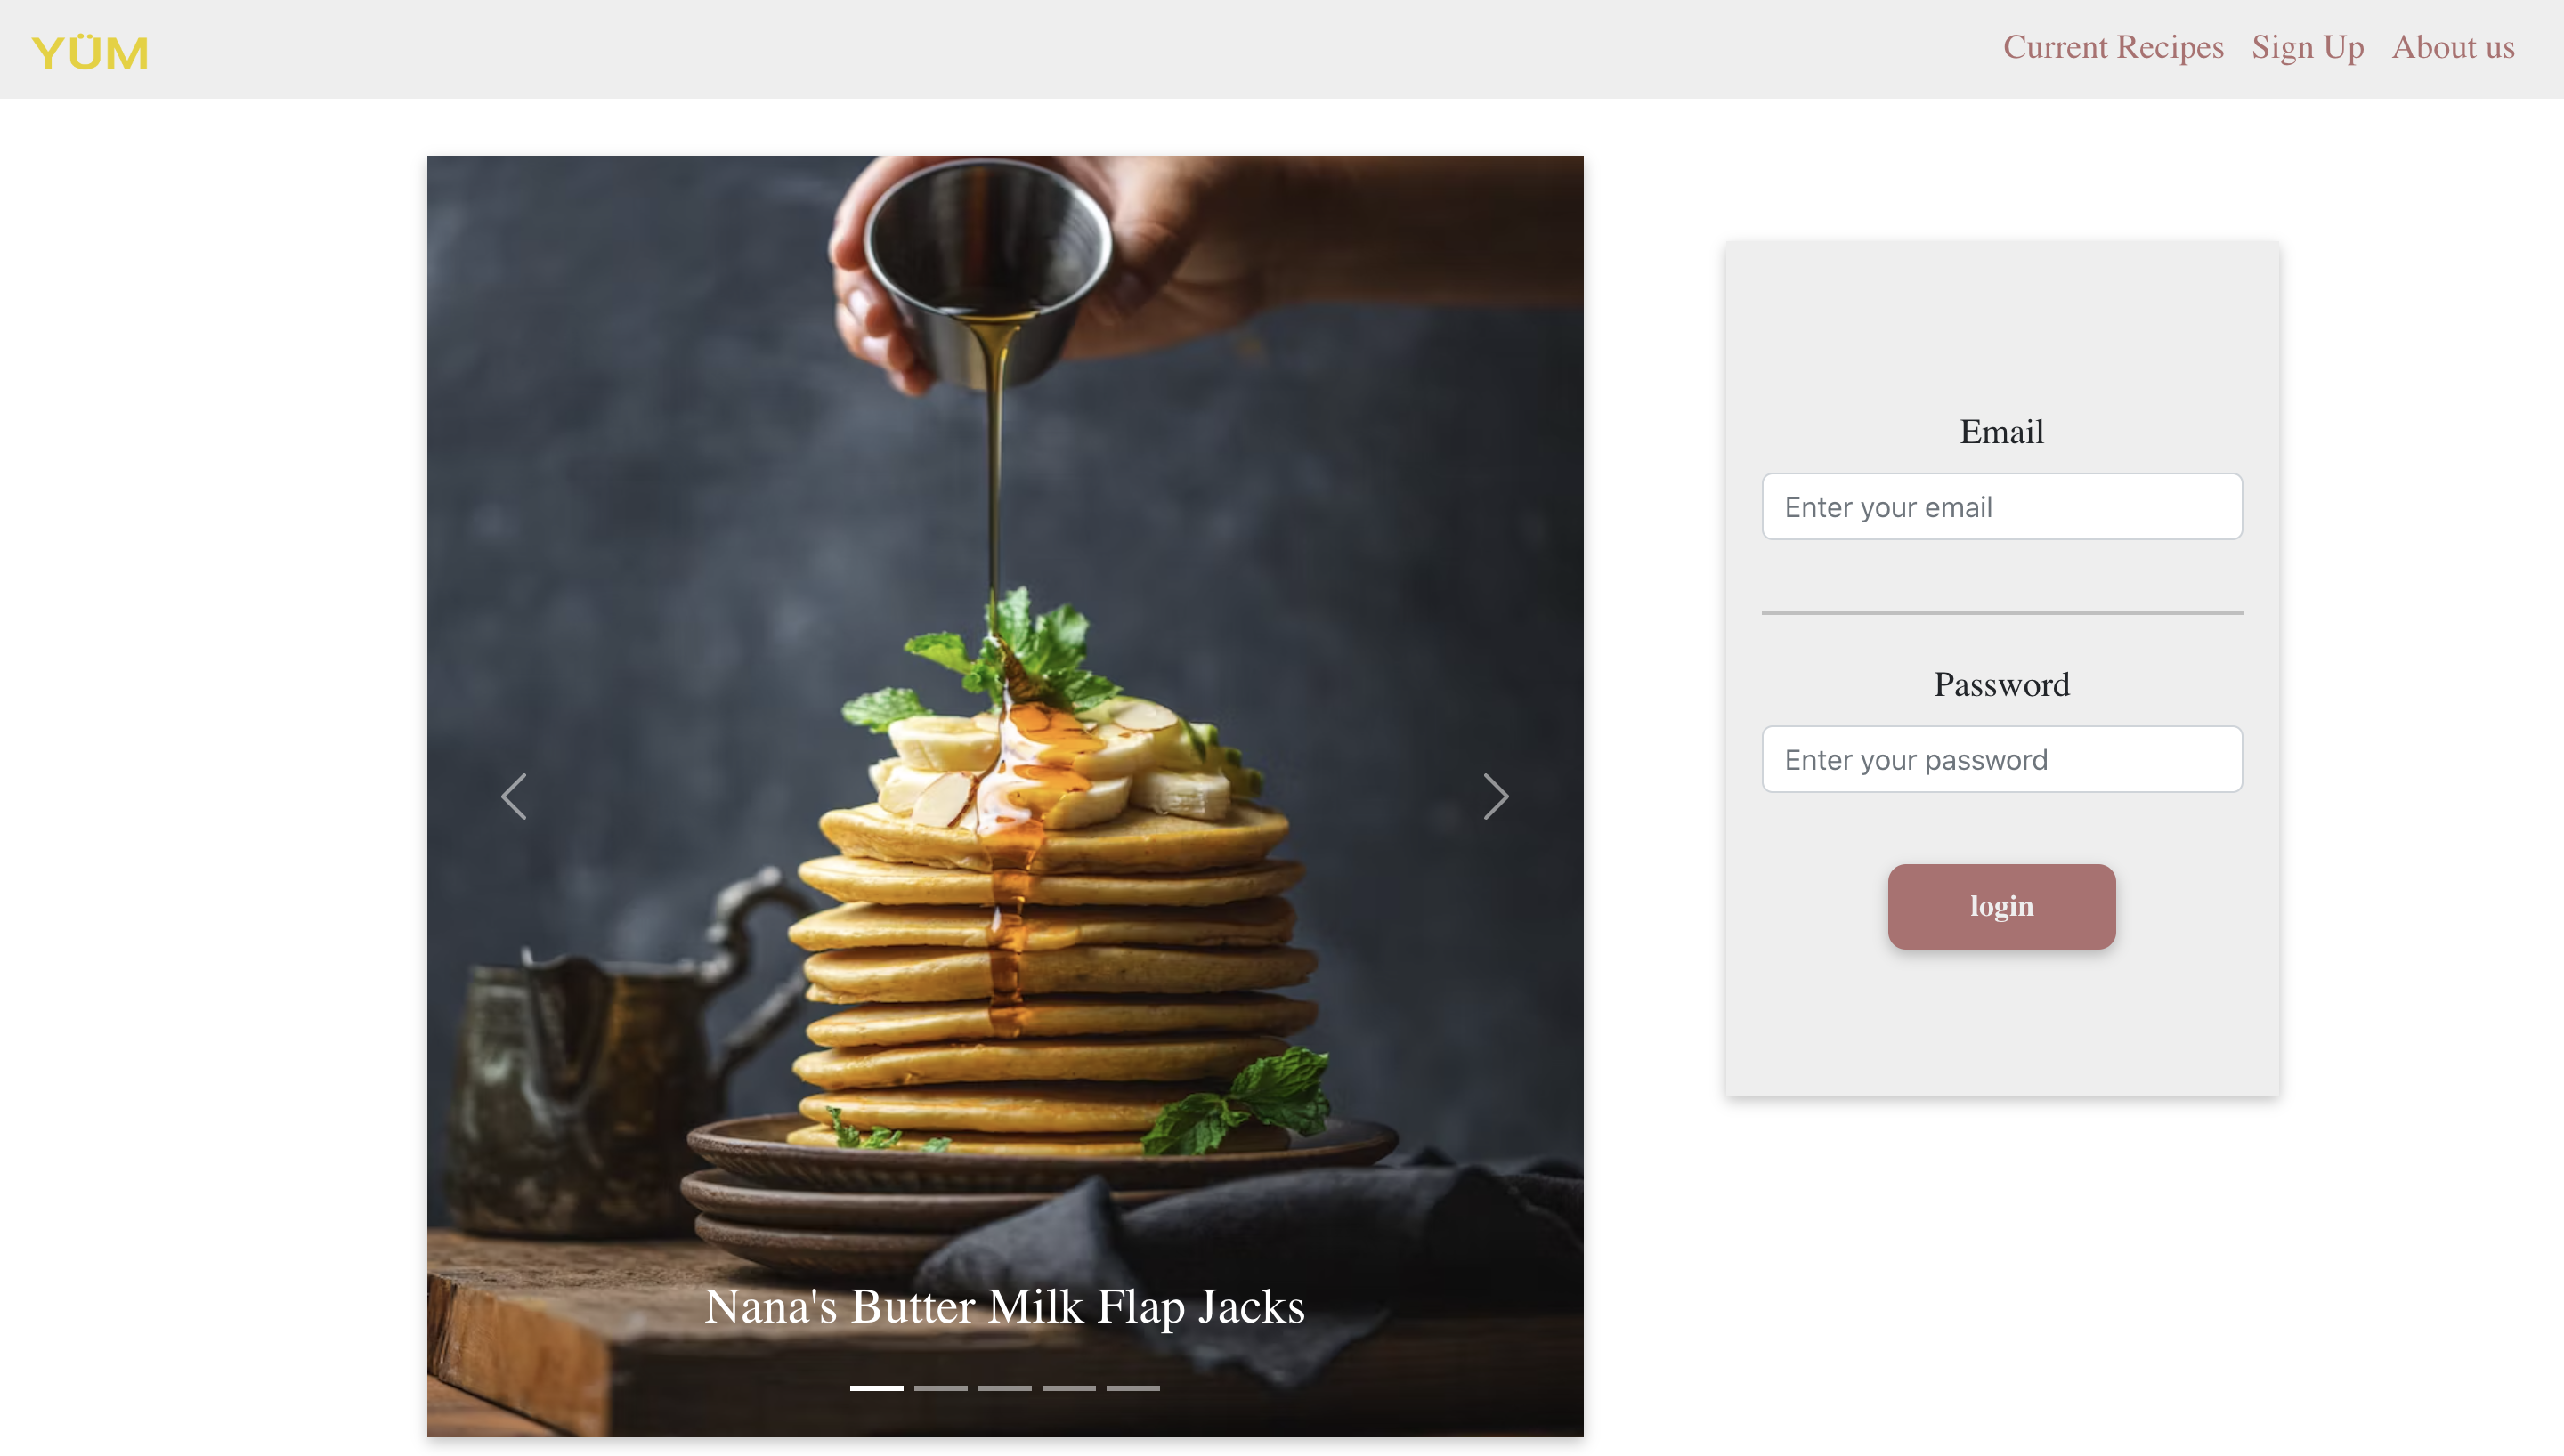 YÜM
Current Recipes Sign Up About us
Email
Enter your email
Password
Enter your password
login
Nana's Butter Milk Flap Jacks